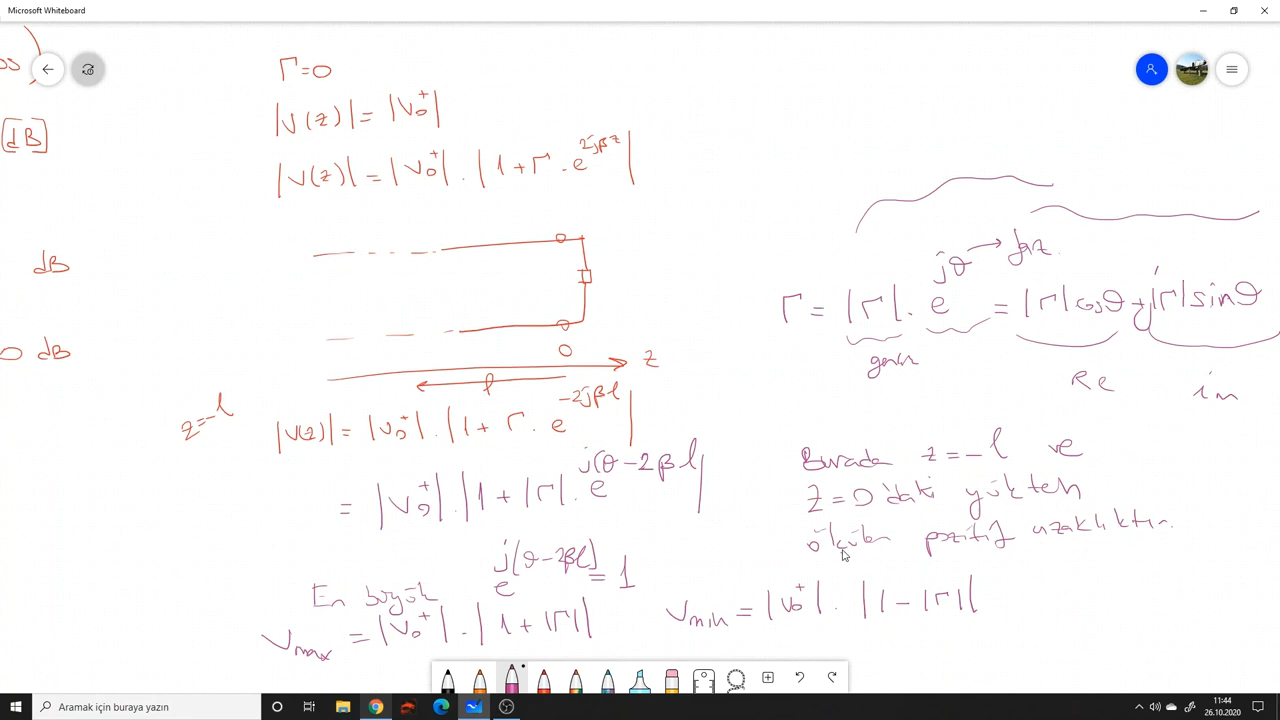 Microsoft Whiteboard
[dB]
dB
0 dB
Γ=0
|V(z)| = |V₀⁺|
|V(z)| = |V₀⁺| . |1 + Γ . e^{2jβz}|
0
z
l
z=-l
|V(z)| = |V₀⁺| . |1 + Γ . e^{-2jβl}|
= |V₀⁺| . |1 + |Γ| . e^{j(θ-2βl}|
En büyük e^{j(θ-2βl)} = 1
Vmax = |V₀⁺| . |1 + |Γ||
Vmin = |V₀⁺| . |1 - |Γ||
Γ = |Γ| . e^{jθ} → faz. = |Γ|cosθ + j|Γ|sinθ
genlik
Re
im
Burada z = -l ve
z = 0'daki yükten
ölçülen pozitif uzaklıktır.
Aramak için buraya yazın
11:44
26.10.2020